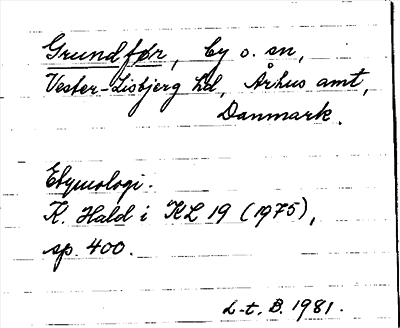 Grundfør, by o. sn,
Vester-Lisbjerg hd, Århus amt,
Danmark.
Etymologi.
K. Hald i KL 19 (1975),
sp. 400.
L-t. B. 1981.